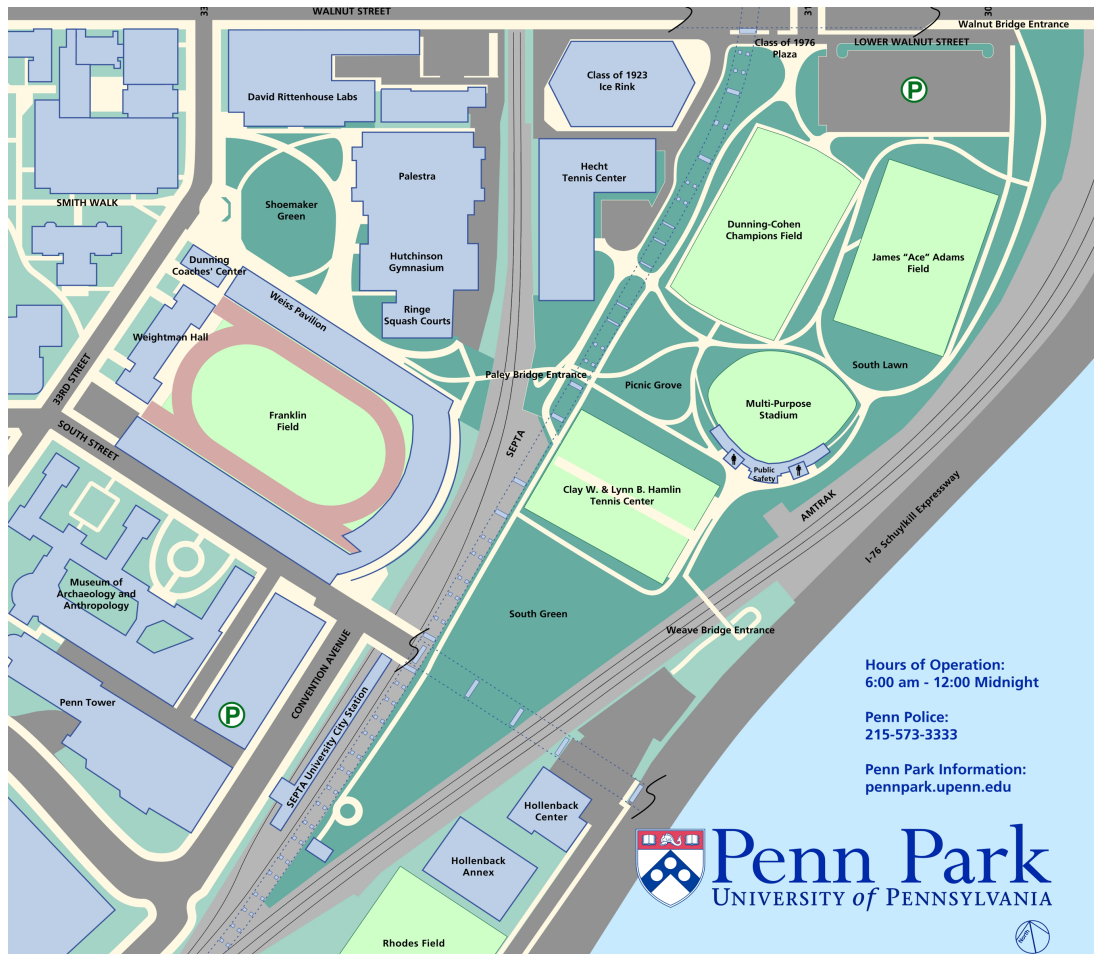 33
WALNUT STREET
31
30
Walnut Bridge Entrance
Class of 1976
Plaza
LOWER WALNUT STREET
David Rittenhouse Labs
Class of 1923
Ice Rink
P
Palestra
Hecht
Tennis Center
SMITH WALK
Shoemaker
Green
Dunning-Cohen
Champions Field
Dunning
Coaches' Center
Hutchinson
Gymnasium
James "Ace" Adams
Field
Weiss Pavilion
Ringe
Squash Courts
Weightman Hall
33RD STREET
Paley Bridge Entrance
Picnic Grove
South Lawn
Franklin
Field
Multi-Purpose
Stadium
SOUTH STREET
SEPTA
Public
Safety
Clay W. & Lynn B. Hamlin
Tennis Center
AMTRAK
I-76 Schuylkill Expressway
Museum of
Archaeology and
Anthropology
South Green
Weave Bridge Entrance
CONVENTION AVENUE
Penn Tower
P
SEPTA University City Station
Hours of Operation:
6:00 am - 12:00 Midnight
Penn Police:
215-573-3333
Penn Park Information:
pennpark.upenn.edu
Hollenback
Center
Hollenback
Annex
Rhodes Field
Penn Park
UNIVERSITY of PENNSYLVANIA
North